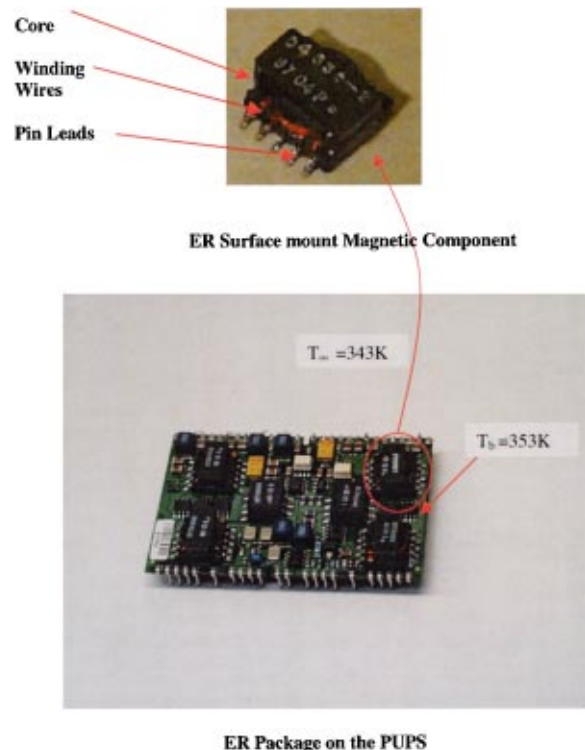 Core
Winding
Wires
Pin Leads
ER Surface mount Magnetic Component
T∞ =343K
Tb=353K
ER Package on the PUPS